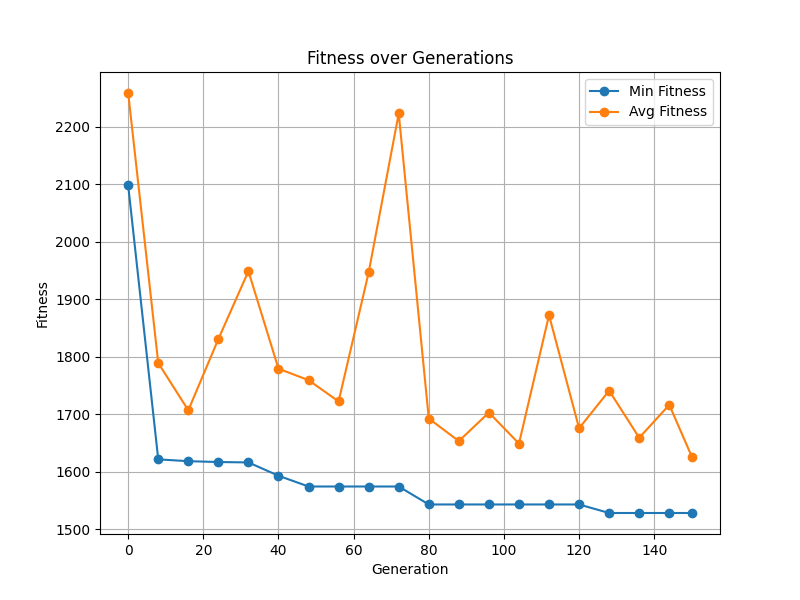 Fitness over Generations
Min Fitness
Avg Fitness
2200
2100
2000
1900
1800
1700
1600
1500
Fitness
0 20 40 60 80 100 120 140
Generation